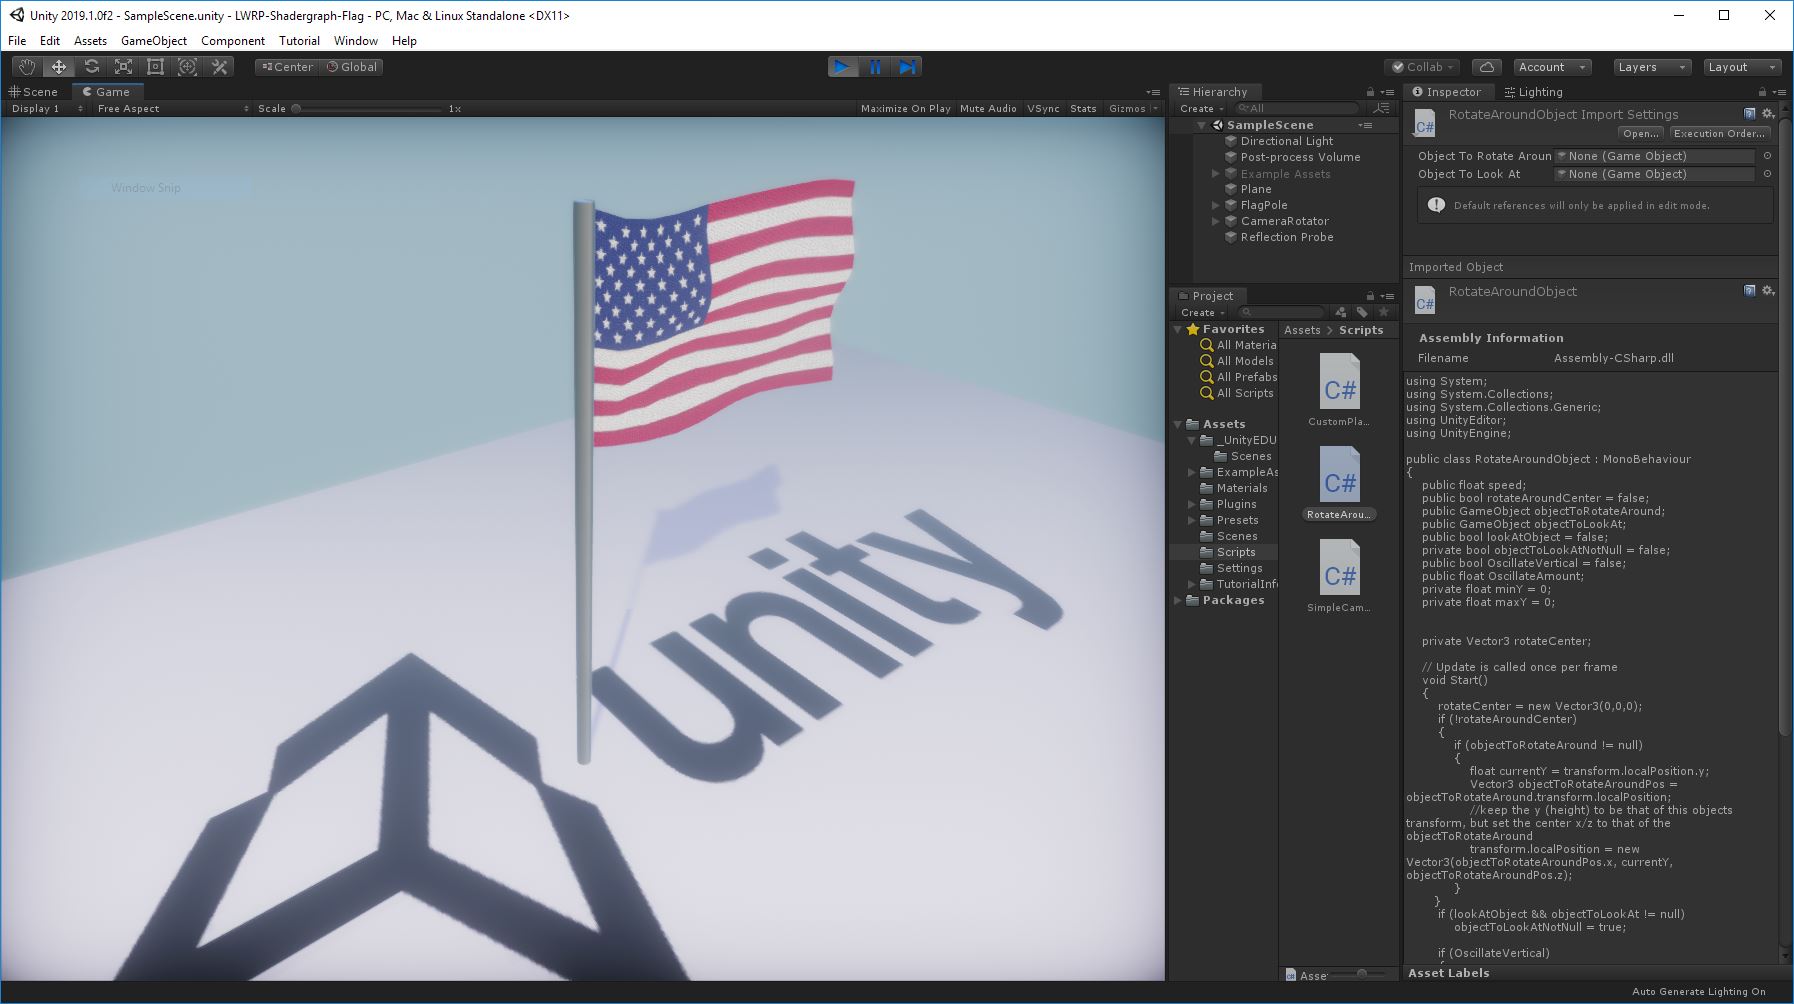 Unity 2019.1.0f2 - SampleScene.unity - LWRP-Shadergraph-Flag - PC, Mac & Linux Standalone <DX11>
File Edit Assets GameObject Component Tutorial Window Help
Center Global Collab Account Layers Layout
Scene Game
Display 1 Free Aspect Scale 1x Maximize On Play Mute Audio VSync Stats Gizmos
Window Snip
unity
Hierarchy
Create All
SampleScene
Directional Light
Post-process Volume
Example Assets
Plane
FlagPole
CameraRotator
Reflection Probe
Project
Create
Favorites
All Materia
All Models
All Prefabs
All Scripts
Assets
_UnityEDU
Scenes
ExampleAs
Materials
Plugins
Presets
Scenes
Scripts
Settings
TutorialInfo
Packages
Assets > Scripts
C#
CustomPla...
C#
RotateArou...
C#
SimpleCam...
Asse
Inspector Lighting
C#
RotateAroundObject Import Settings
Open... Execution Order...
Object To Rotate Aroun None (Game Object)
Object To Look At None (Game Object)
Default references will only be applied in edit mode.
Imported Object
C#
RotateAroundObject
Assembly Information
Filename Assembly-CSharp.dll
using System;
using System.Collections;
using System.Collections.Generic;
using UnityEditor;
using UnityEngine;
public class RotateAroundObject : MonoBehaviour
{
public float speed;
public bool rotateAroundCenter = false;
public GameObject objectToRotateAround;
public GameObject objectToLookAt;
public bool lookAtObject = false;
private bool objectToLookAtNotNull = false;
public bool OscillateVertical = false;
public float OscillateAmount;
private float minY = 0;
private float maxY = 0;
private Vector3 rotateCenter;
// Update is called once per frame
void Start()
{
rotateCenter = new Vector3(0,0,0);
if (!rotateAroundCenter)
{
if (objectToRotateAround != null)
{
float currentY = transform.localPosition.y;
Vector3 objectToRotateAroundPos =
objectToRotateAround.transform.localPosition;
//keep the y (height) to be that of this objects
transform, but set the center x/z to that of the
objectToRotateAround
transform.localPosition = new
Vector3(objectToRotateAroundPos.x, currentY,
objectToRotateAroundPos.z);
}
}
if (lookAtObject && objectToLookAt != null)
objectToLookAtNotNull = true;
if (OscillateVertical)
Asset Labels
Auto Generate Lighting On